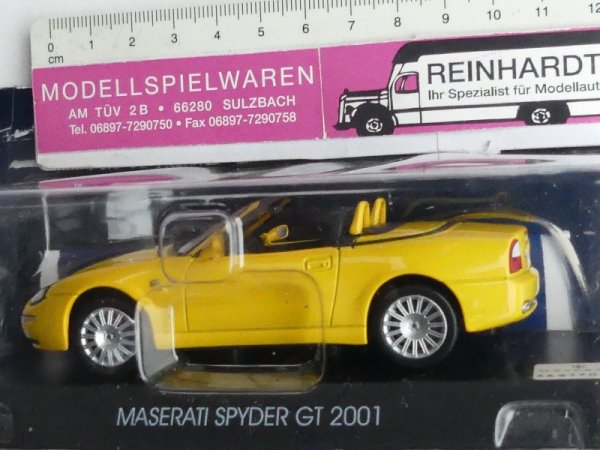 0 1 2 3 4 5 6 7 8 9 10 11 12
cm
MODELLSPIELWAREN
AM TÜV 2B • 66280 SULZBACH
Tel. 06897-7290750 • Fax 06897-7290758
REINHARDT
Ihr Spezialist für Modellaut
MASERATI SPYDER GT 2001